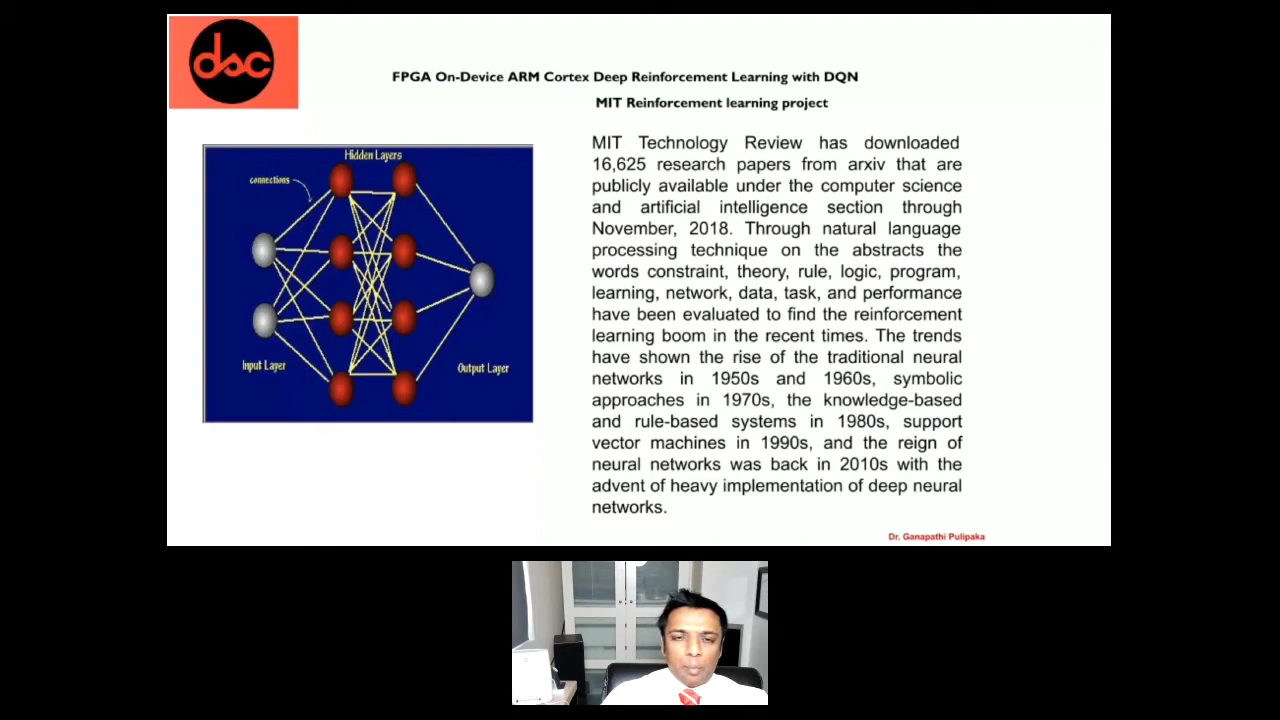 dsc
FPGA On-Device ARM Cortex Deep Reinforcement Learning with DQN
MIT Reinforcement learning project
Hidden Layers
connections
Input Layer
Output Layer
MIT Technology Review has downloaded
16,625 research papers from arxiv that are
publicly available under the computer science
and artificial intelligence section through
November, 2018. Through natural language
processing technique on the abstracts the
words constraint, theory, rule, logic, program,
learning, network, data, task, and performance
have been evaluated to find the reinforcement
learning boom in the recent times. The trends
have shown the rise of the traditional neural
networks in 1950s and 1960s, symbolic
approaches in 1970s, the knowledge-based
and rule-based systems in 1980s, support
vector machines in 1990s, and the reign of
neural networks was back in 2010s with the
advent of heavy implementation of deep neural
networks.
Dr. Ganapathi Pulipaka